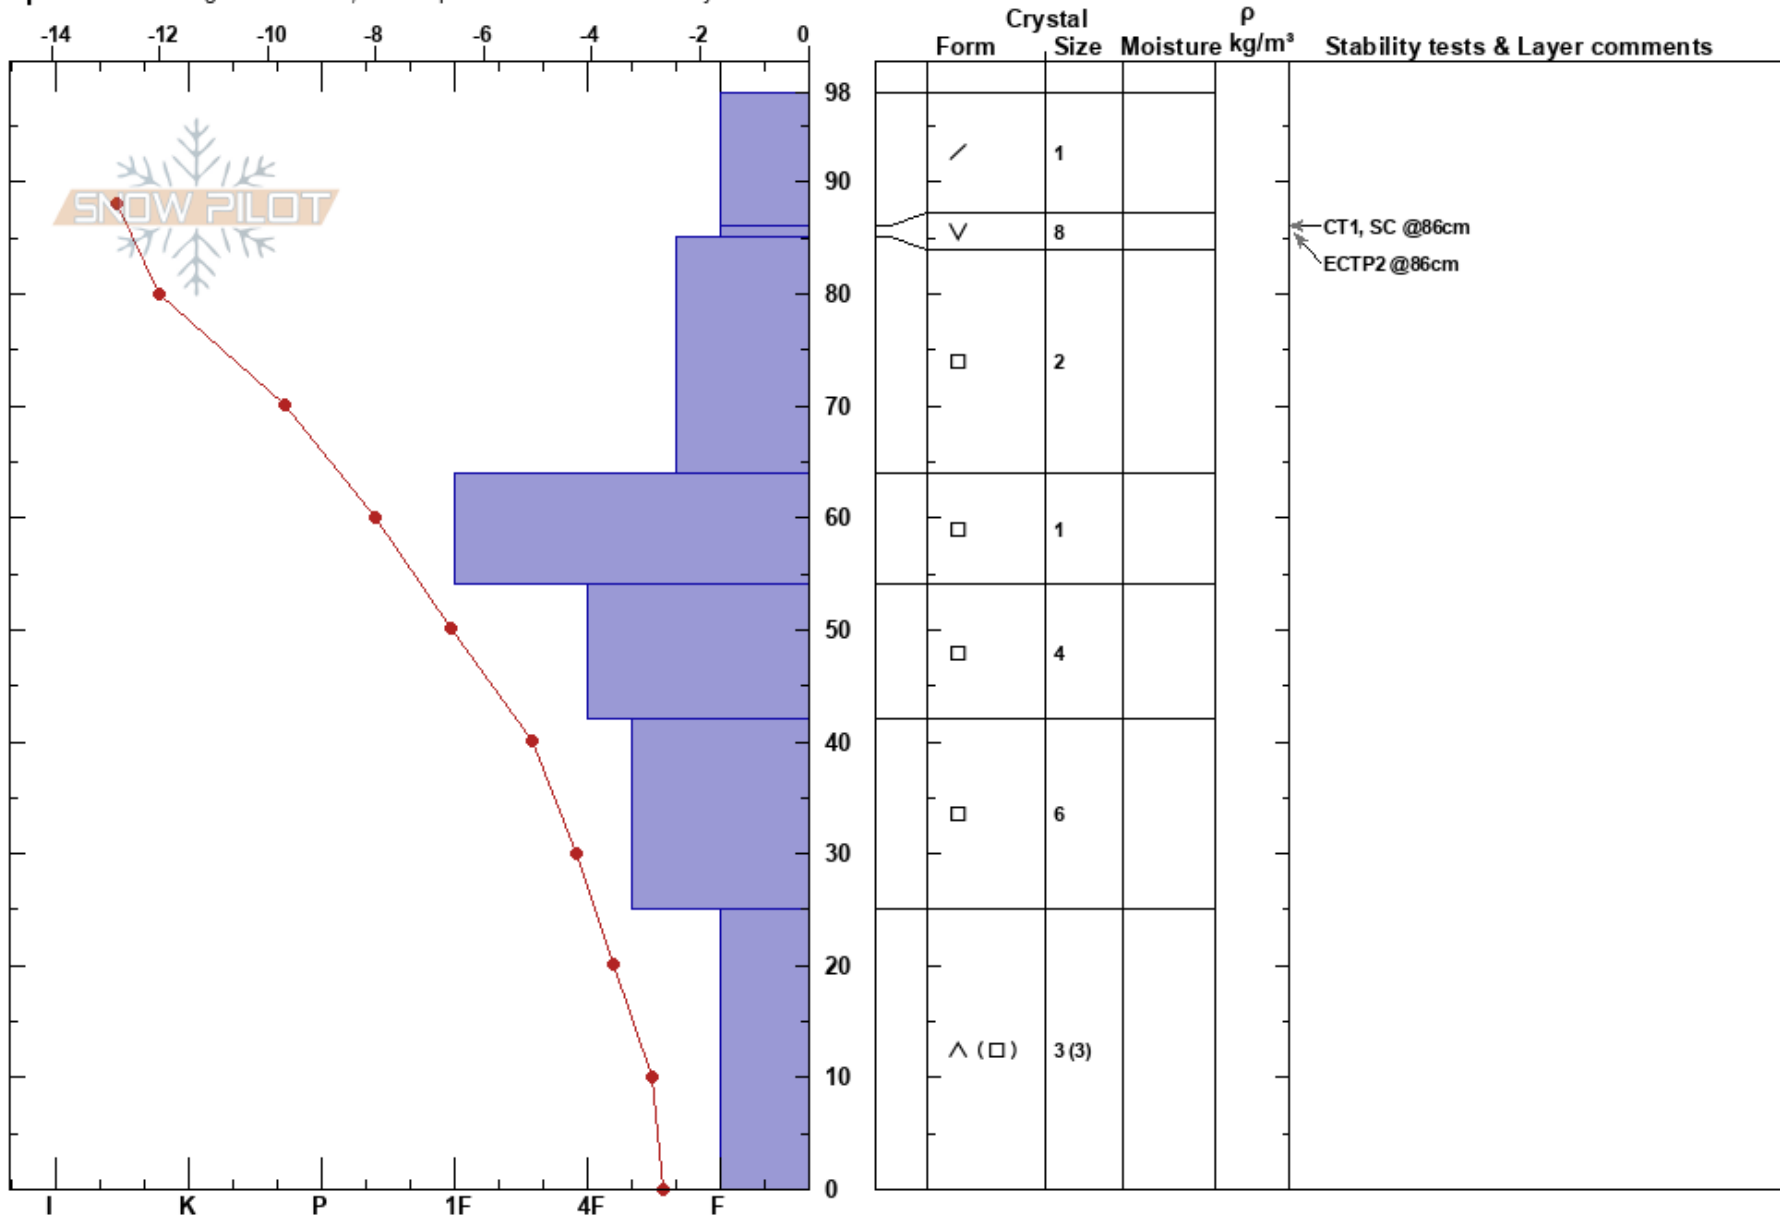 Crystal ρ
Form Size Moisture kg/m³ Stability tests & Layer comments
-14 -12 -10 -8 -6 -4 -2 0
98
1
90
SNOW PILOT
8
CT1, SC @86cm
ECTP2 @86cm
80
2
70
60
1
50
4
40
6
30
20
3 (3)
10
0
I K P 1F 4F F